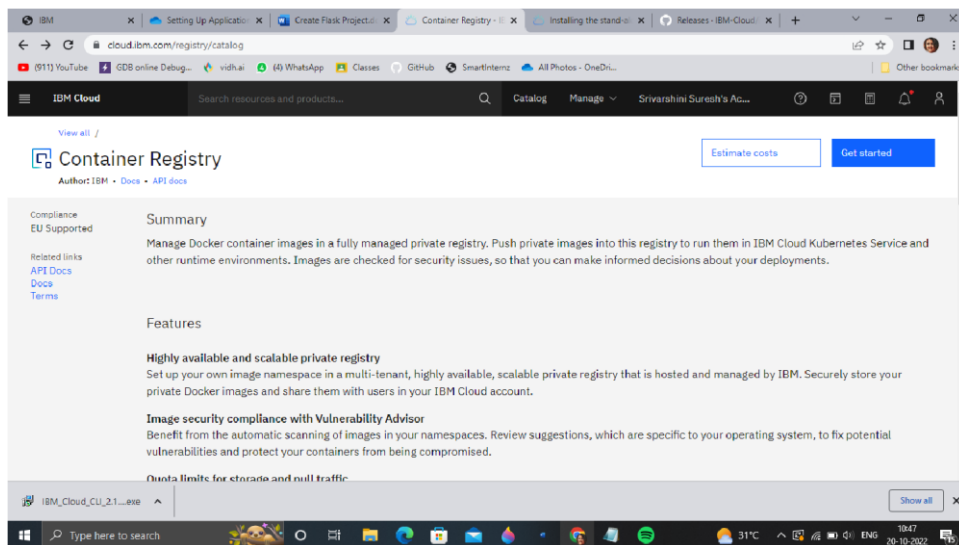 IBM
Setting Up Application
Create Flask Project.d
Container Registry - I
Installing the stand-al
Releases · IBM-Cloud/
cloud.ibm.com/registry/catalog
(911) YouTube
GDB online Debug...
vidh.ai
(4) WhatsApp
Classes
GitHub
SmartInternz
All Photos - OneDri...
Other bookmarks
IBM Cloud
Search resources and products...
Catalog
Manage
Srivarshini Suresh's Ac...
View all /
Container Registry
Estimate costs
Get started
Author: IBM • Docs • API docs
Compliance
EU Supported
Related links
API Docs
Docs
Terms
Summary
Manage Docker container images in a fully managed private registry. Push private images into this registry to run them in IBM Cloud Kubernetes Service and
other runtime environments. Images are checked for security issues, so that you can make informed decisions about your deployments.
Features
Highly available and scalable private registry
Set up your own image namespace in a multi-tenant, highly available, scalable private registry that is hosted and managed by IBM. Securely store your
private Docker images and share them with users in your IBM Cloud account.
Image security compliance with Vulnerability Advisor
Benefit from the automatic scanning of images in your namespaces. Review suggestions, which are specific to your operating system, to fix potential
vulnerabilities and protect your containers from being compromised.
Quota limits for storage and pull traffic
IBM_Cloud_CLI_2.1....exe
Show all
Type here to search
31°C
ENG
10:47
20-10-2022